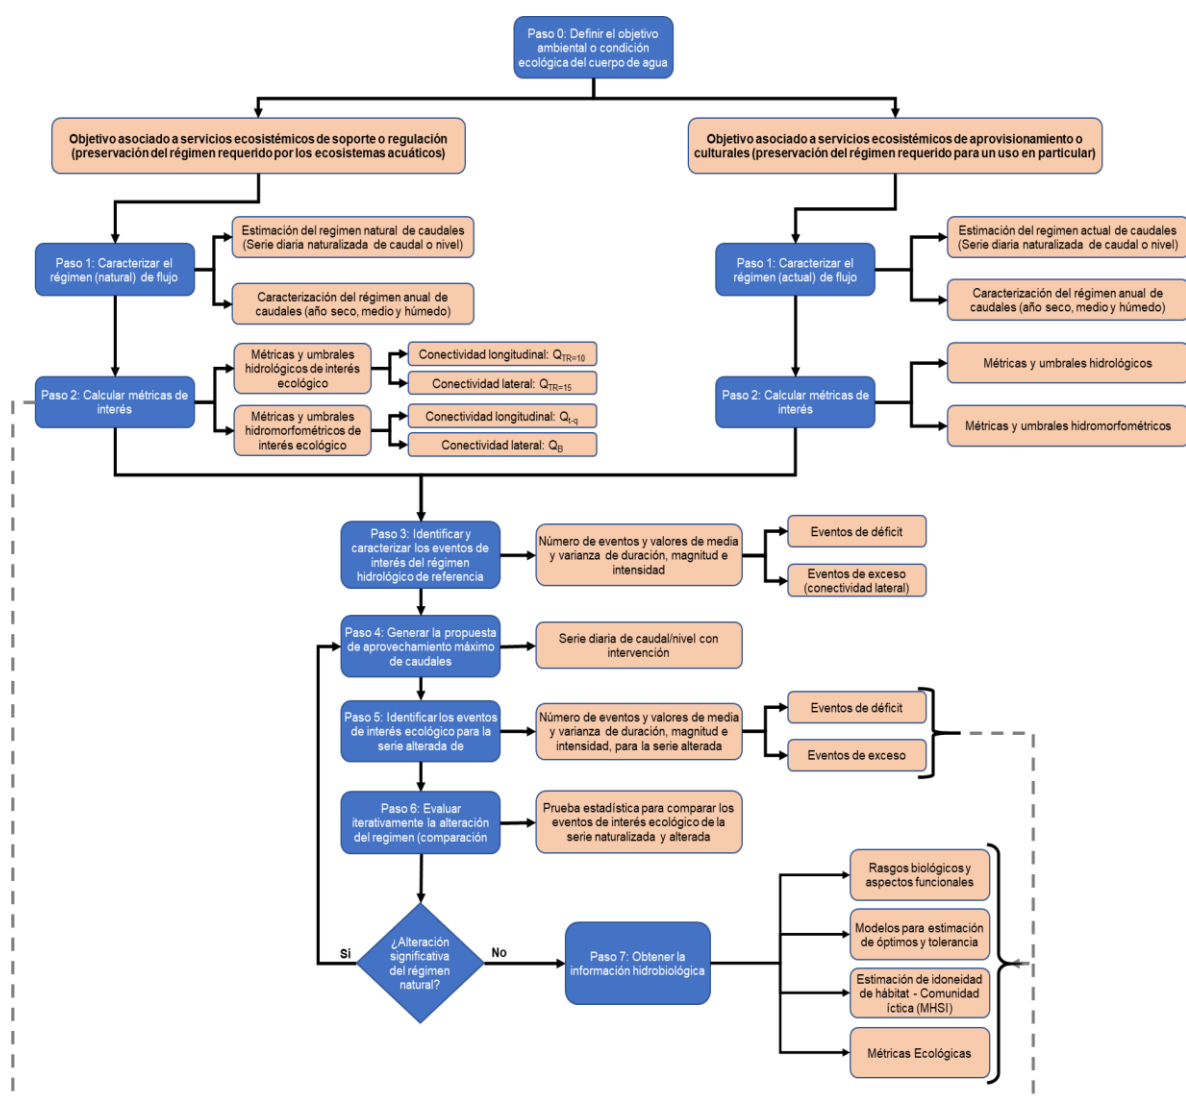 Paso 0: Definir el objetivo
ambiental o condición
ecológica del cuerpo de agua
Objetivo asociado a servicios ecosistémicos de soporte o regulación
(preservación del régimen requerido por los ecosistemas acuáticos)
Objetivo asociado a servicios ecosistémicos de aprovisionamiento o
culturales (preservación del régimen requerido para un uso en particular)
Paso 1: Caracterizar el
régimen (natural) de flujo
Estimación del regimen natural de caudales
(Serie diaria naturalizada de caudal o nivel)
Caracterización del régimen anual de
caudales (año seco, medio y húmedo)
Paso 1: Caracterizar el
régimen (actual) de flujo
Estimación del regimen actual de caudales
(Serie diaria naturalizada de caudal o nivel)
Caracterización del régimen anual de
caudales (año seco, medio y húmedo)
Paso 2: Calcular métricas de
interés
Métricas y umbrales
hidrológicos de interés
ecológico
Conectividad longitudinal: QTR=10
Conectividad lateral: QTR=15
Métricas y umbrales
hidromorfométricos de
interés ecológico
Conectividad longitudinal: Qt-q
Conectividad lateral: QB
Paso 2: Calcular métricas de
interés
Métricas y umbrales hidrológicos
Métricas y umbrales hidromorfométricos
Paso 3: Identificar y
caracterizar los eventos de
interés del régimen
hidrológico de referencia
Número de eventos y valores de media
y varianza de duración, magnitud e
intensidad
Eventos de déficit
Eventos de exceso
(conectividad lateral)
Paso 4: Generar la propuesta
de aprovechamiento máximo
de caudales
Serie diaria de caudal/nivel con
intervención
Paso 5: Identificar los eventos
de interés ecológico para la
serie alterada de
Número de eventos y valores de media
y varianza de duración, magnitud e
intensidad, para la serie alterada
Eventos de déficit
Eventos de exceso
Paso 6: Evaluar
iterativamente la alteración
del regimen (comparación
Prueba estadística para comparar los
eventos de interés ecológico de la
serie naturalizada y alterada
¿Alteración
significativa
del régimen
natural?
Sí
No
Paso 7: Obtener la
información hidrobiológica
Rasgos biológicos y
aspectos funcionales
Modelos para estimación
de óptimos y tolerancia
Estimación de idoneidad
de hábitat - Comunidad
íctica (MHSI)
Métricas Ecológicas